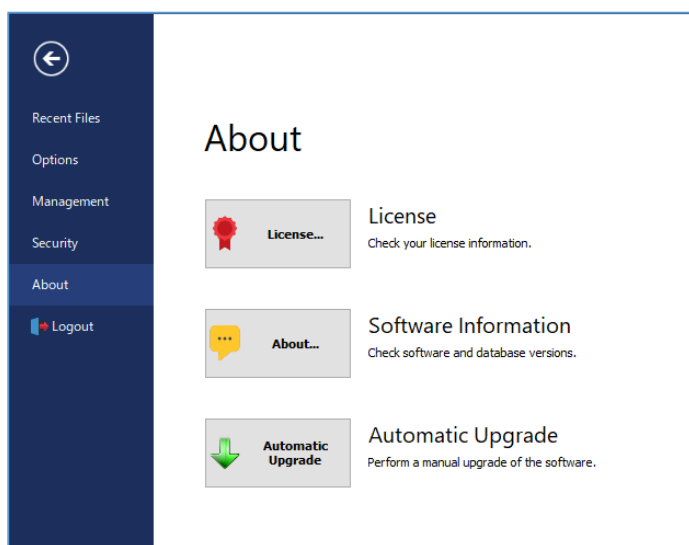 Recent Files
Options
Management
Security
About
Logout
About
License...
License
Check your license information.
About...
Software Information
Check software and database versions.
Automatic
Upgrade
Automatic Upgrade
Perform a manual upgrade of the software.